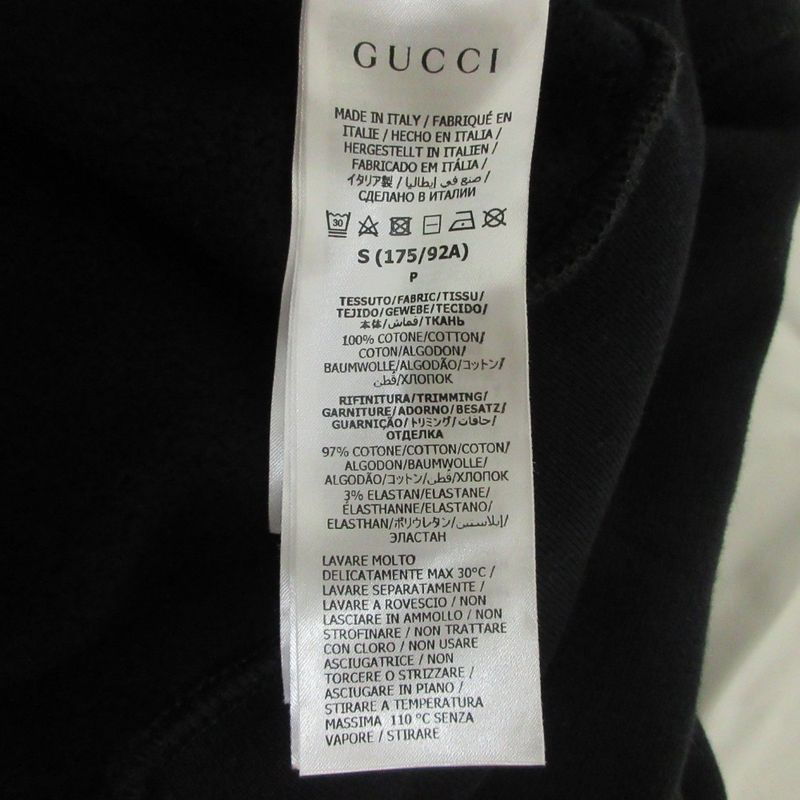 GUCCI
MADE IN ITALY / FABRIQUÉ EN
ITALIE / HECHO EN ITALIA /
HERGESTELLT IN ITALIEN /
FABRICADO EM ITÁLIA /
イタリア製 / صنع في إيطاليا /
СДЕЛАНО В ИТАЛИИ
30
S (175/92A)
P
TESSUTO/FABRIC/TISSU/
TEJIDO/GEWEBE/TECIDO/
本体/قماش/ТКАНЬ
100% COTONE/COTTON/
COTON/ALGODON/
BAUMWOLLE/ALGODÃO/コットン/
قطن/ХЛОПОК
RIFINITURA/TRIMMING/
GARNITURE/ADORNO/BESATZ/
GUARNIÇÃO/トリミング/حافات/
ОТДЕЛКА
97% COTONE/COTTON/COTON/
ALGODON/BAUMWOLLE/
ALGODÃO/コットン/قطن/ХЛОПОК
3% ELASTAN/ELASTANE/
ÉLASTHANNE/ELASTANO/
ELASTHAN/ポリウレタン/إيلاستين/
ЭЛАСТАН
LAVARE MOLTO
DELICATAMENTE MAX 30°C /
LAVARE SEPARATAMENTE /
LAVARE A ROVESCIO / NON
LASCIARE IN AMMOLLO / NON
STROFINARE / NON TRATTARE
CON CLORO / NON USARE
ASCIUGATRICE / NON
TORCERE O STRIZZARE /
ASCIUGARE IN PIANO /
STIRARE A TEMPERATURA
MASSIMA 110 °C SENZA
VAPORE / STIRARE